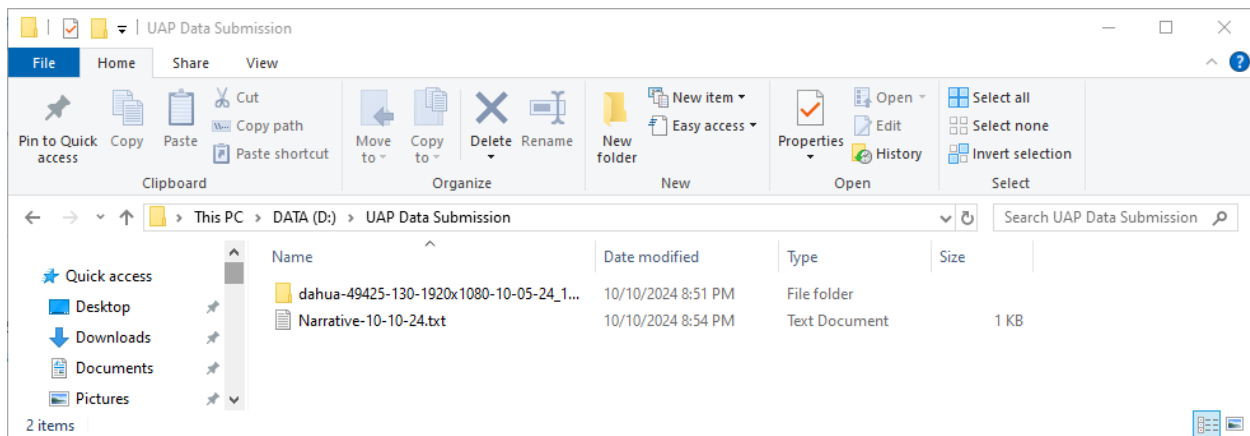 UAP Data Submission
File Home Share View
Pin to Quick access
Copy
Paste
Cut
Copy path
Paste shortcut
Clipboard
Move to
Copy to
Delete
Rename
Organize
New folder
New item
Easy access
New
Properties
Open
Edit
History
Open
Select all
Select none
Invert selection
Select
This PC > DATA (D:) > UAP Data Submission
Search UAP Data Submission
Quick access
Desktop
Downloads
Documents
Pictures
Name Date modified Type Size
dahua-49425-130-1920x1080-10-05-24_1... 10/10/2024 8:51 PM File folder
Narrative-10-10-24.txt 10/10/2024 8:54 PM Text Document 1 KB
2 items